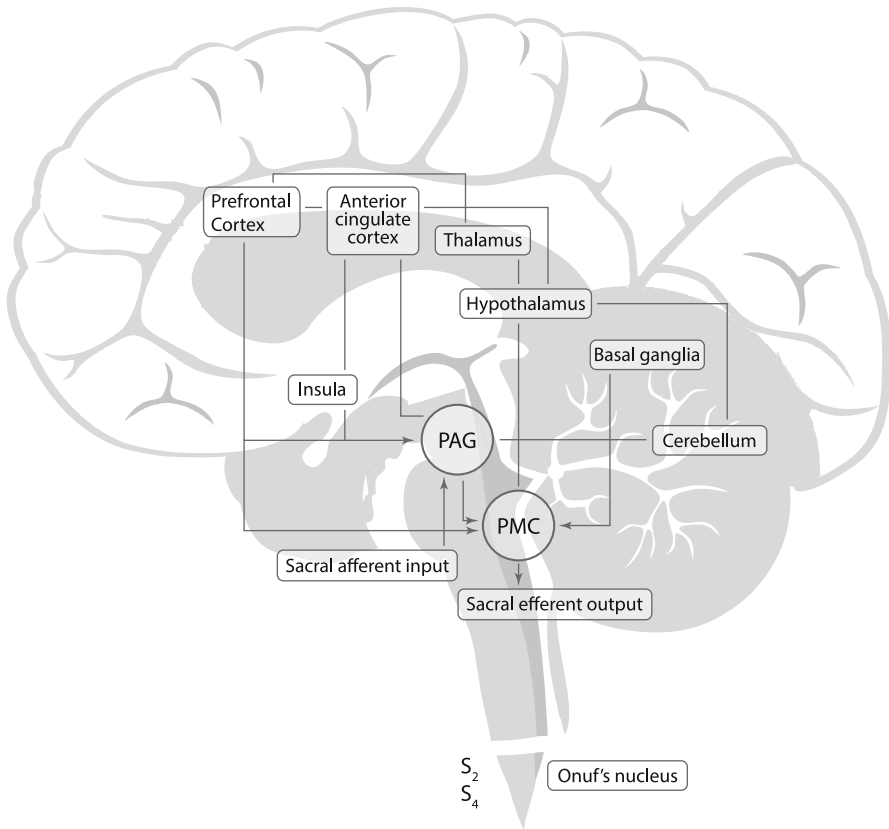 Prefrontal
Cortex
Anterior
cingulate
cortex
Thalamus
Hypothalamus
Basal ganglia
Insula
PAG
Cerebellum
PMC
Sacral afferent input
Sacral efferent output
S₂
S₄
Onuf’s nucleus